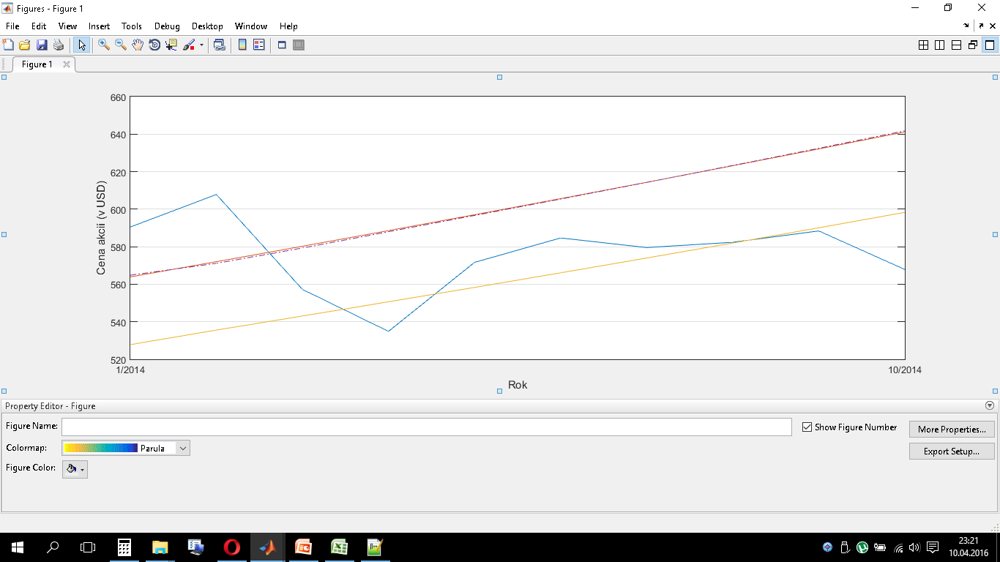 Figures - Figure 1
File Edit View Insert Tools Debug Desktop Window Help
Figure 1
660
640
620
600
580
560
540
520
Cena akcií (v USD)
1/2014 10/2014
Rok
Property Editor - Figure
Figure Name: Show Figure Number More Properties...
Colormap: Parula Export Setup...
Figure Color:
23:21
10.04.2016